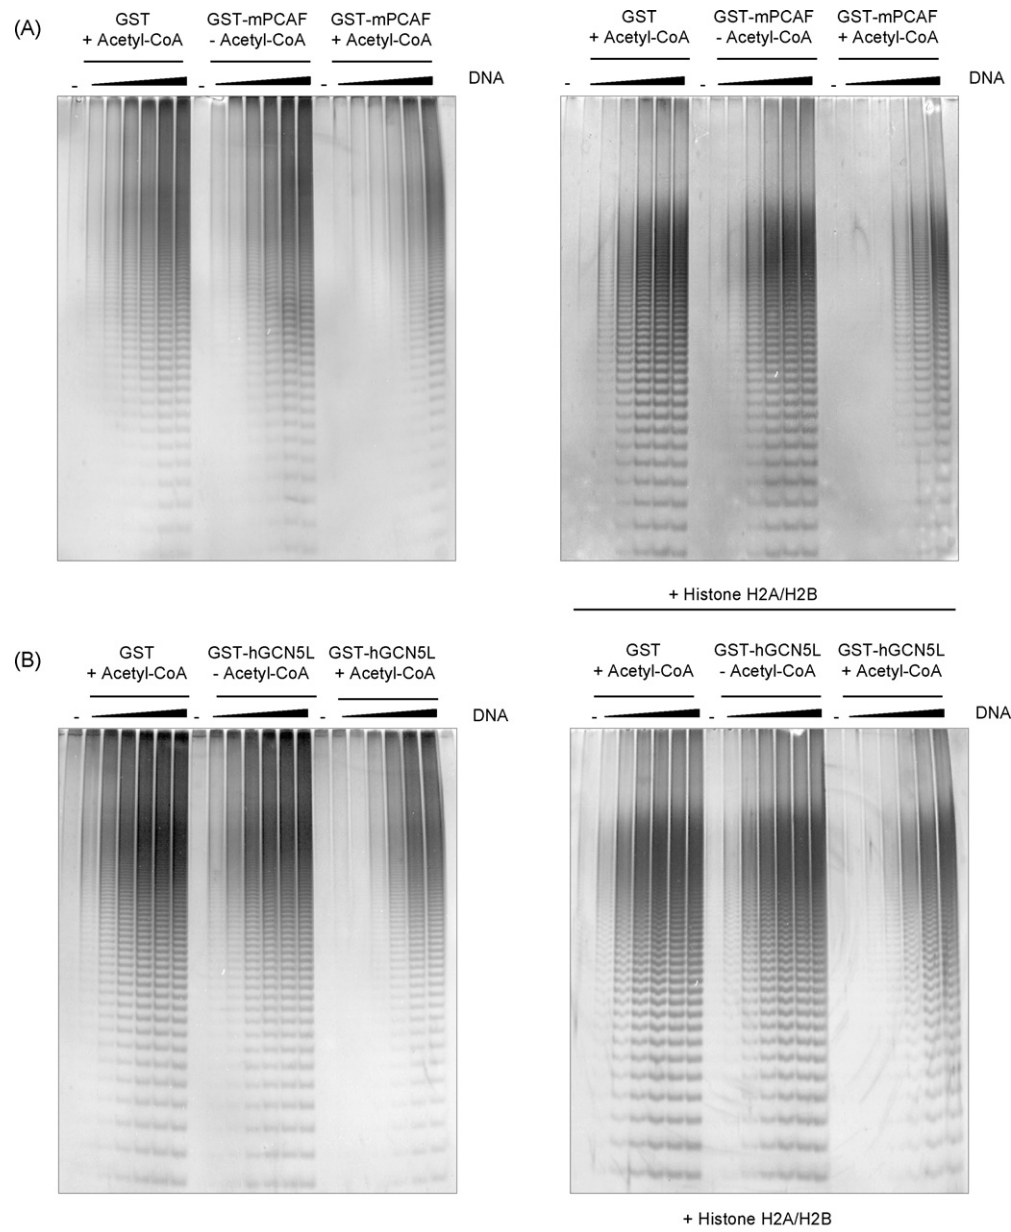 (A)
GST
+ Acetyl-CoA
GST-mPCAF
- Acetyl-CoA
GST-mPCAF
+ Acetyl-CoA
- - - DNA
GST
+ Acetyl-CoA
GST-mPCAF
- Acetyl-CoA
GST-mPCAF
+ Acetyl-CoA
- - - DNA
+ Histone H2A/H2B
(B)
GST
+ Acetyl-CoA
GST-hGCN5L
- Acetyl-CoA
GST-hGCN5L
+ Acetyl-CoA
- - - DNA
GST
+ Acetyl-CoA
GST-hGCN5L
- Acetyl-CoA
GST-hGCN5L
+ Acetyl-CoA
- - - DNA
+ Histone H2A/H2B